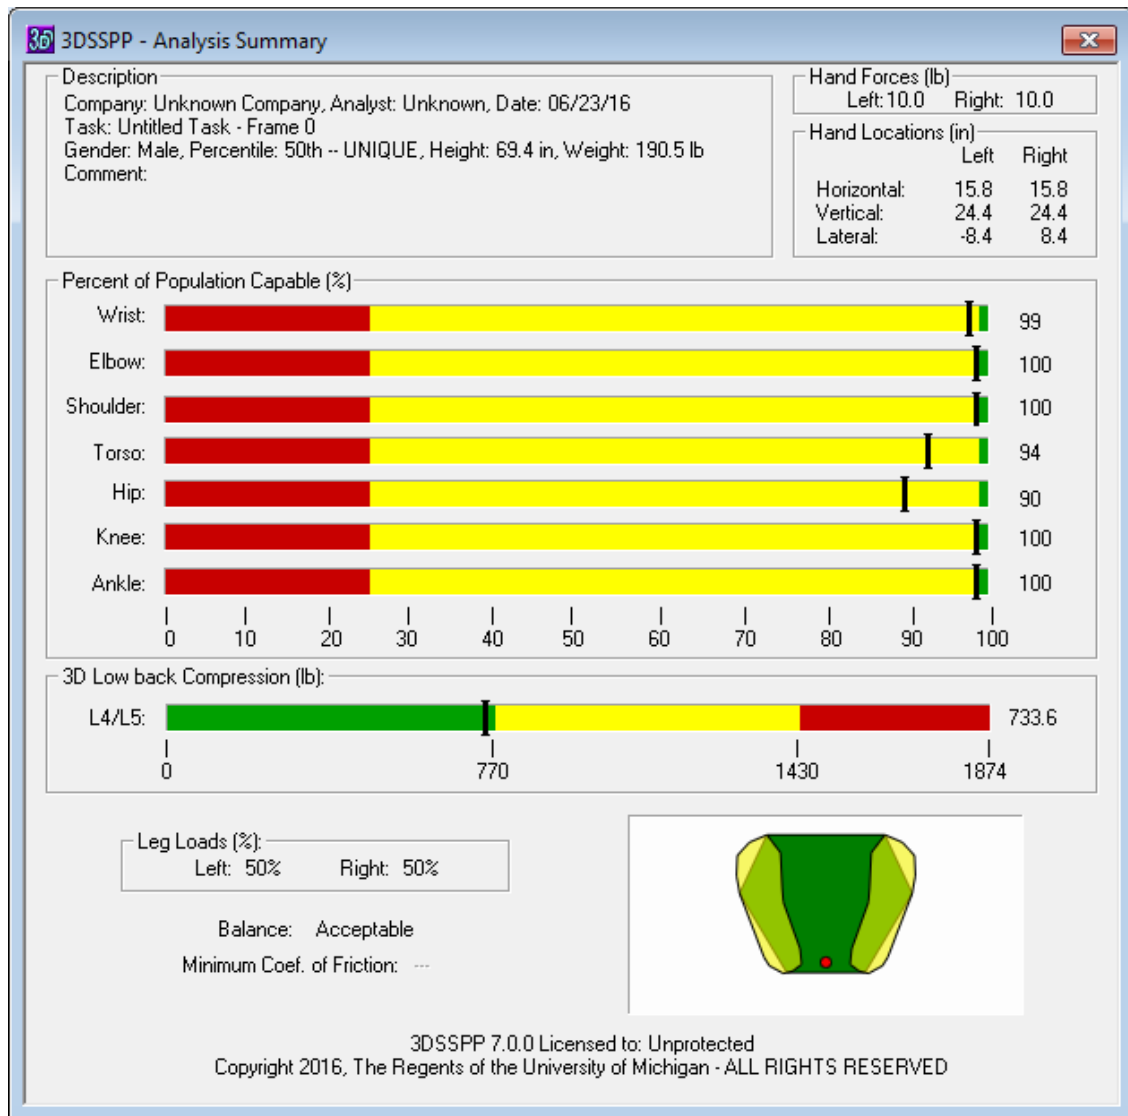 3D 3DSSPP - Analysis Summary
Description
Company: Unknown Company, Analyst: Unknown, Date: 06/23/16
Task: Untitled Task - Frame 0
Gender: Male, Percentile: 50th -- UNIQUE, Height: 69.4 in, Weight: 190.5 lb
Comment:
Hand Forces (lb)
Left: 10.0 Right: 10.0
Hand Locations (in)
Left Right
Horizontal: 15.8 15.8
Vertical: 24.4 24.4
Lateral: -8.4 8.4
Percent of Population Capable (%)
Wrist: 99
Elbow: 100
Shoulder: 100
Torso: 94
Hip: 90
Knee: 100
Ankle: 100
0 10 20 30 40 50 60 70 80 90 100
3D Low back Compression (lb):
L4/L5: 733.6
0 770 1430 1874
Leg Loads (%):
Left: 50% Right: 50%
Balance: Acceptable
Minimum Coef. of Friction: ---
3DSSPP 7.0.0 Licensed to: Unprotected
Copyright 2016, The Regents of the University of Michigan - ALL RIGHTS RESERVED